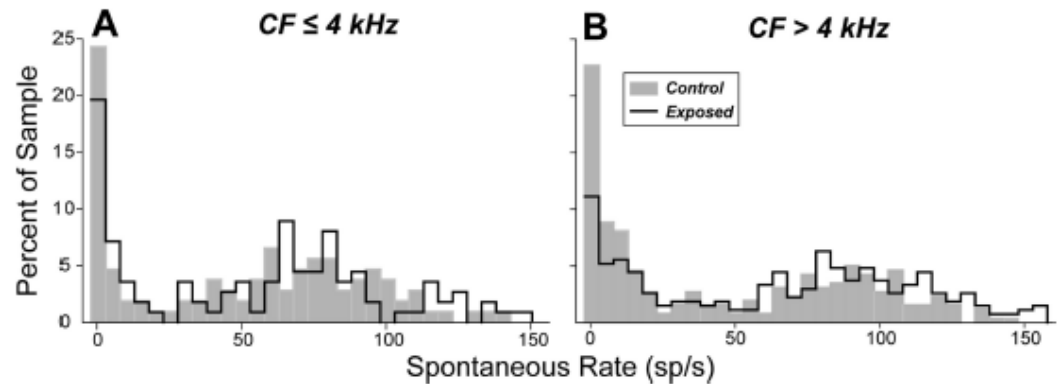 A
CF ≤ 4 kHz
B
CF > 4 kHz
Control
Exposed
Percent of Sample
25
20
15
10
5
0
0
50
100
150
0
50
100
150
Spontaneous Rate (sp/s)